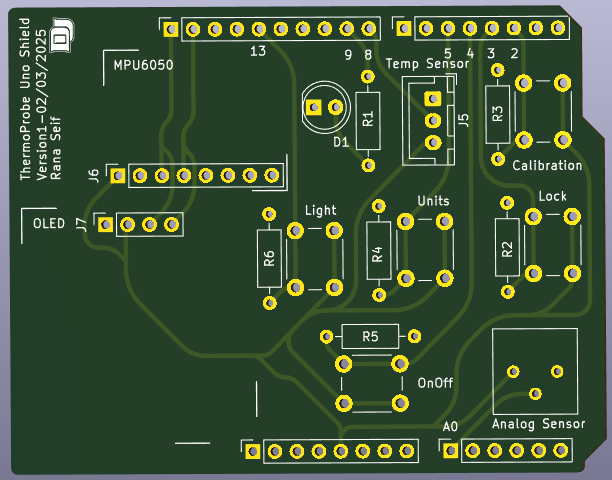 ThermoProbe Uno Shield
Version1-02/03/2025
Rana Seif
13
9
8
5
4
3
2
MPU6050
Temp Sensor
R1
D1
J5
R3
Calibration
J6
OLED
J7
Light
Units
Lock
R6
R4
R2
R5
OnOff
A0
Analog Sensor